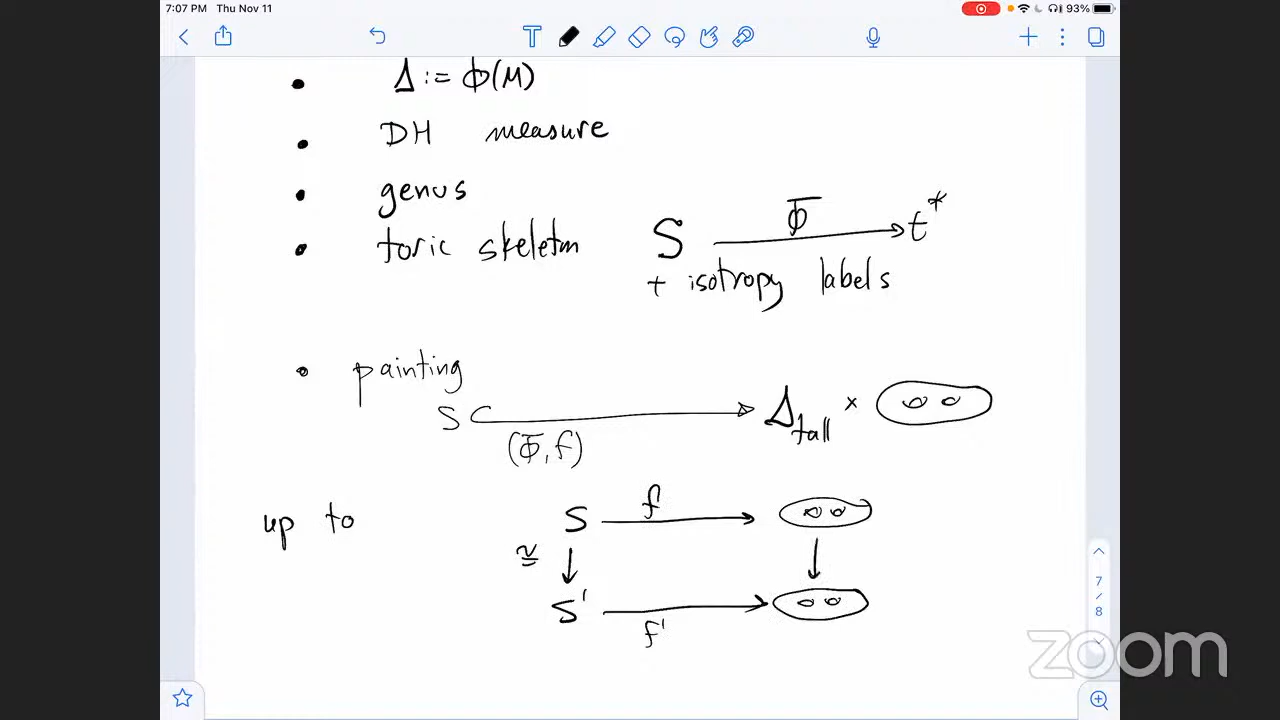 7:07 PM Thu Nov 11
93%
• Δ := Φ(M)
• DH measure
• genus
• toric skeleton S Φ̄ t*
+ isotropy labels
• painting
S (Φ̄, f) Δ tall ×
up to
S f
≅
S' f'
7 / 8
zoom